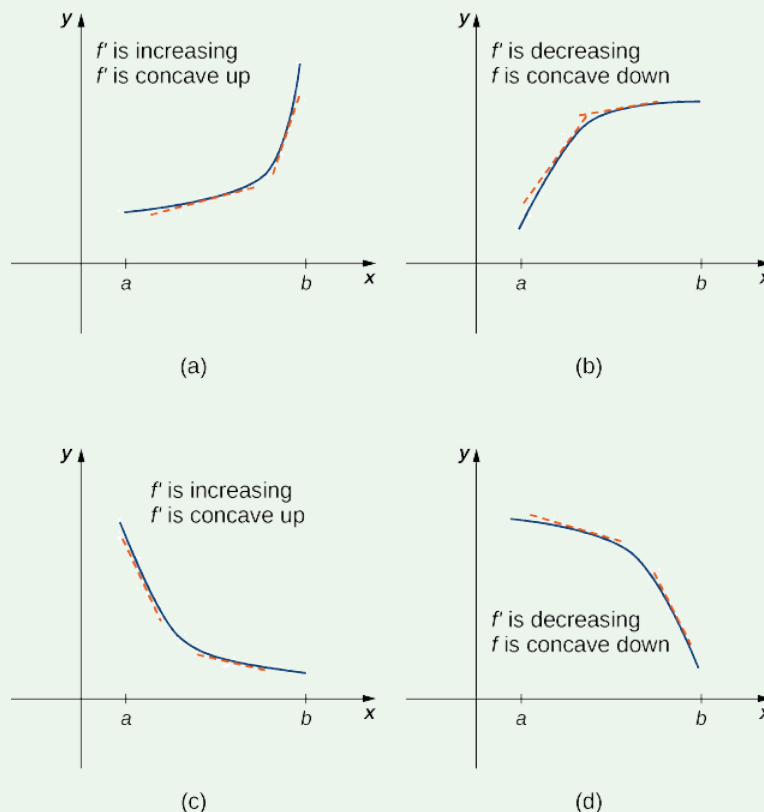 y
f′ is increasing
f′ is concave up
a
b
x
(a)
y
f′ is decreasing
f is concave down
a
b
x
(b)
y
f′ is increasing
f′ is concave up
a
b
x
(c)
y
f′ is decreasing
f is concave down
a
b
x
(d)